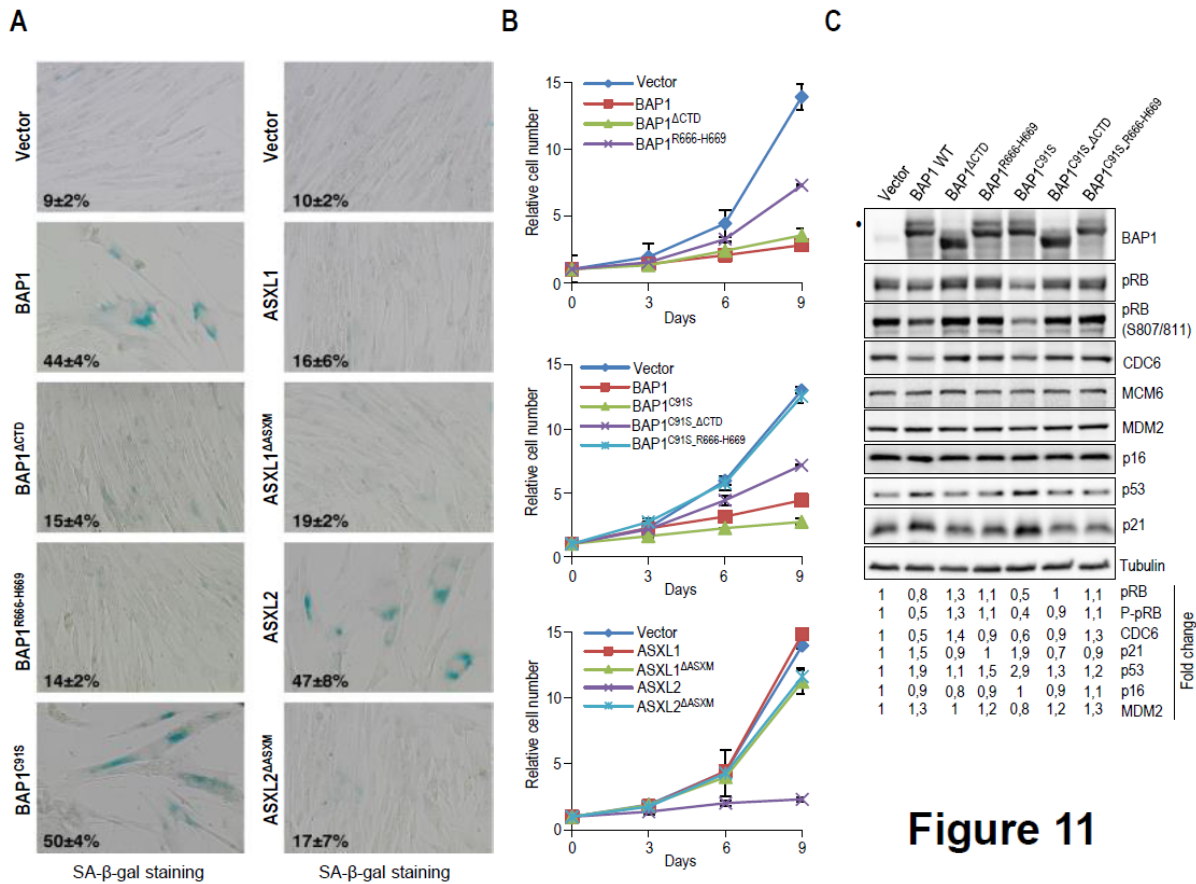 A
Vector
9±2%
BAP1
44±4%
BAP1ΔCTD
15±4%
BAP1R666-H669
14±2%
BAP1C91S
50±4%
SA-β-gal staining
Vector
10±2%
ASXL1
16±6%
ASXL1ΔASXM
19±2%
ASXL2
47±8%
ASXL2ΔASXM
17±7%
SA-β-gal staining
B
Relative cell number
15
10
5
0
Vector
BAP1
BAP1ΔCTD
BAP1R666-H669
0 3 6 9
Days
Relative cell number
15
10
5
0
Vector
BAP1
BAP1C91S
BAP1C91S_ΔCTD
BAP1C91S_R666-H669
0 3 6 9
Days
Relative cell number
15
10
5
0
Vector
ASXL1
ASXL1ΔASXM
ASXL2
ASXL2ΔASXM
0 3 6 9
Days
C
Vector
BAP1 WT
BAP1ΔCTD
BAP1R666-H669
BAP1C91S
BAP1C91S_ΔCTD
BAP1C91S_R666-H669
BAP1
pRB
pRB
(S807/811)
CDC6
MCM6
MDM2
p16
p53
p21
Tubulin
1 0,8 1,3 1,1 0,5 1 1,1 pRB
1 0,5 1,3 1,1 0,4 0,9 1,1 P-pRB
1 0,5 1,4 0,9 0,6 0,9 1,3 CDC6
1 1,5 0,9 1 1,9 0,7 0,9 p21
1 1,9 1,1 1,5 2,9 1,3 1,2 p53
1 0,9 0,8 0,9 1 0,9 1,1 p16
1 1,3 1 1,2 0,8 1,2 1,3 MDM2
Fold change
Figure 11